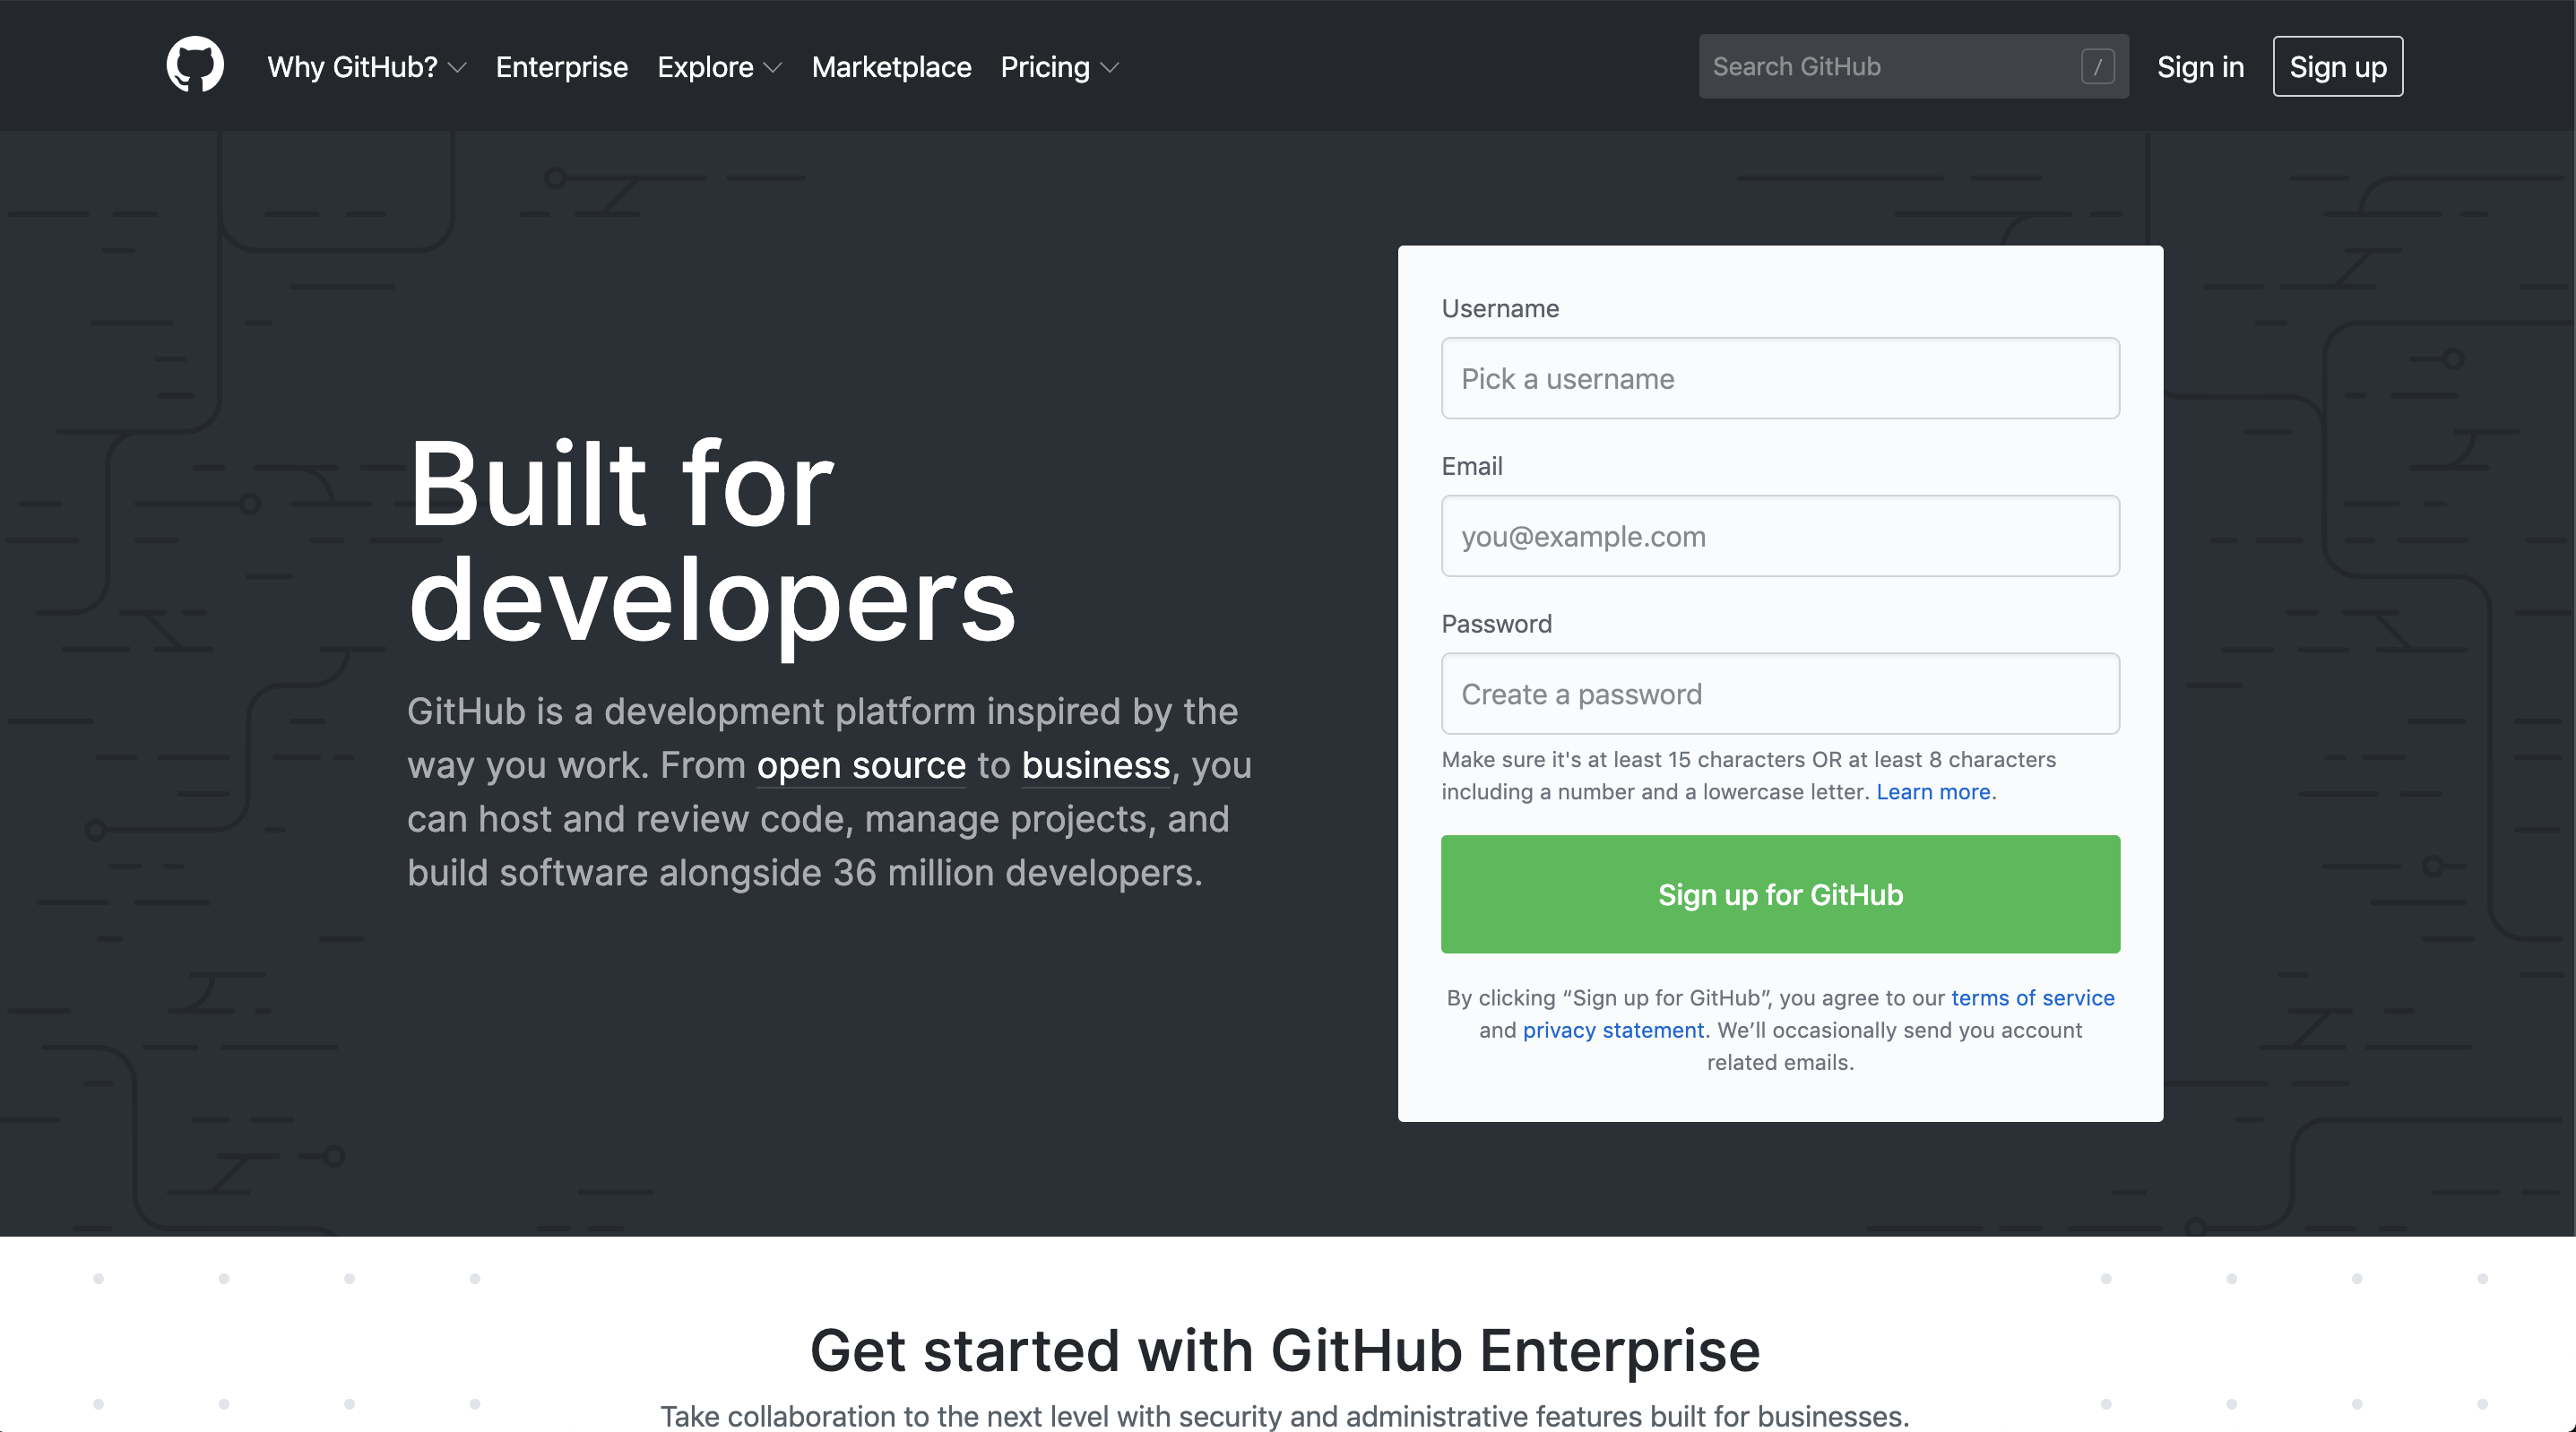 Why GitHub? Enterprise Explore Marketplace Pricing Search GitHub / Sign in Sign up
Built for
developers
GitHub is a development platform inspired by the
way you work. From open source to business, you
can host and review code, manage projects, and
build software alongside 36 million developers.
Username
Pick a username
Email
you@example.com
Password
Create a password
Make sure it's at least 15 characters OR at least 8 characters
including a number and a lowercase letter. Learn more.
Sign up for GitHub
By clicking “Sign up for GitHub”, you agree to our terms of service
and privacy statement. We’ll occasionally send you account
related emails.
Get started with GitHub Enterprise
Take collaboration to the next level with security and administrative features built for businesses.